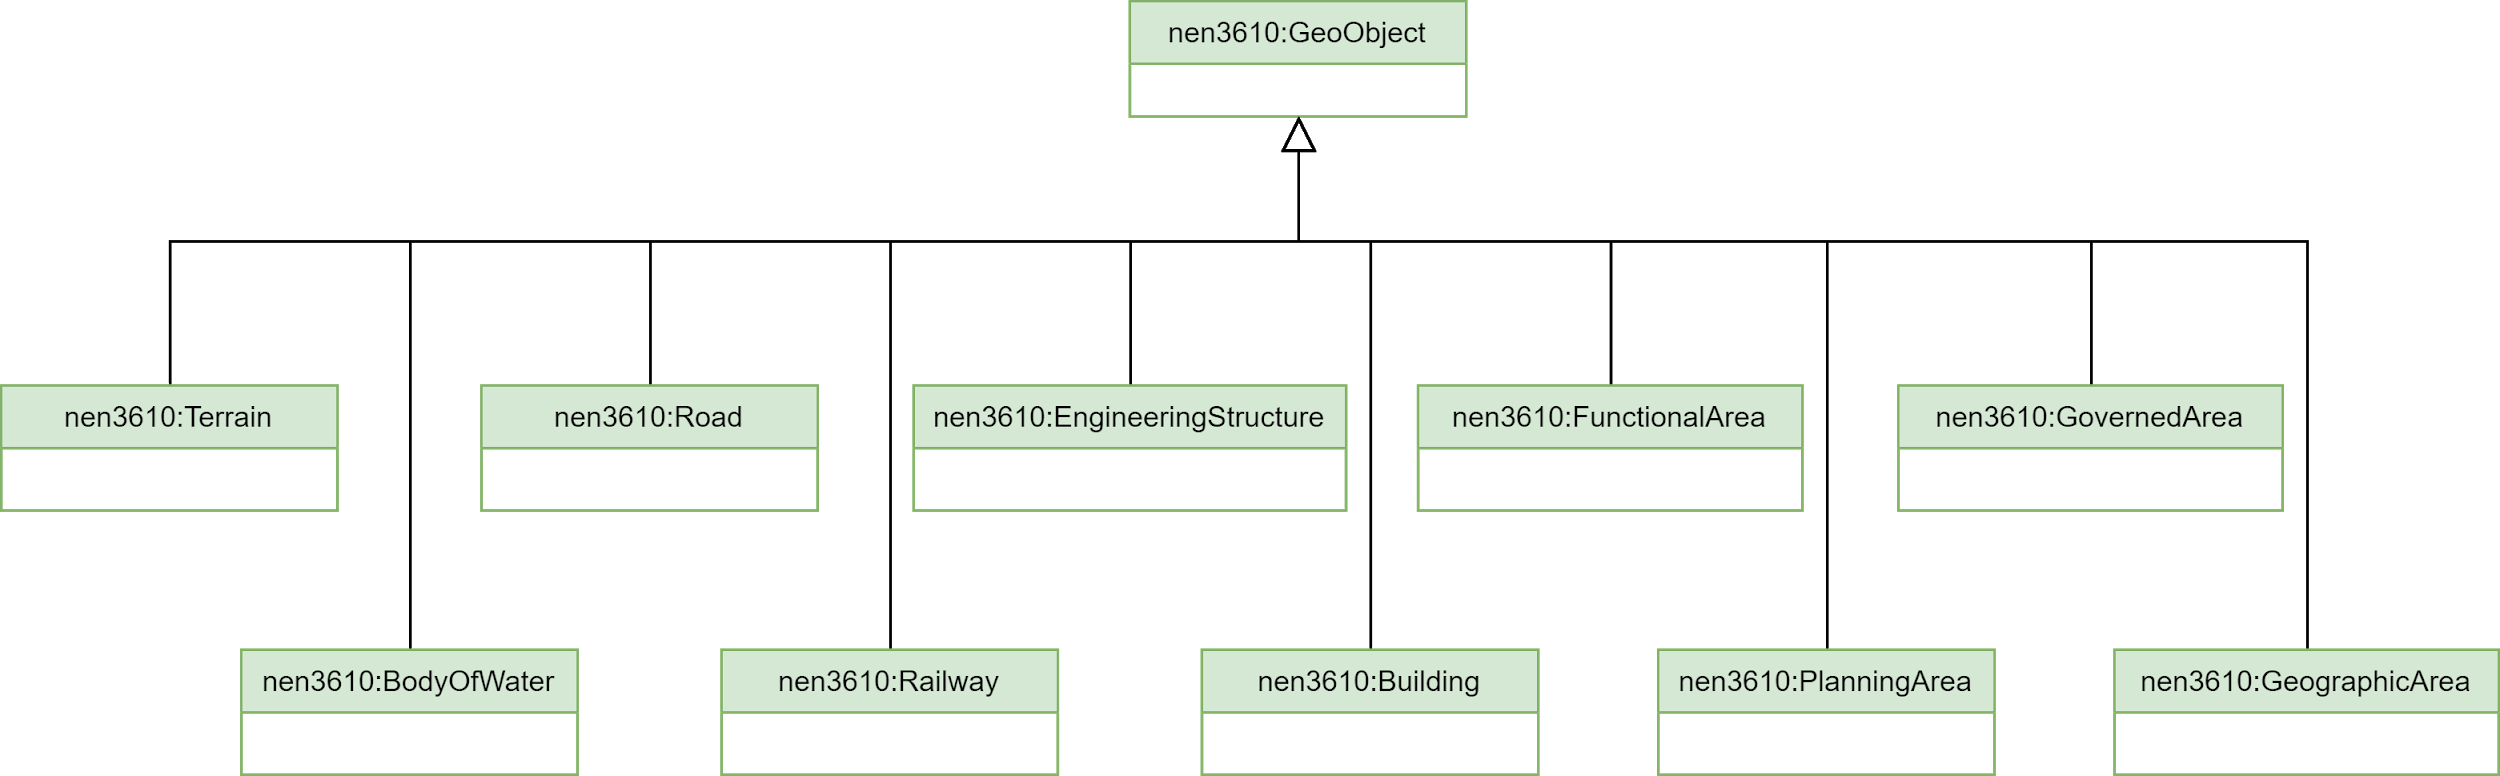 nen3610:GeoObject
nen3610:Terrain
nen3610:Road
nen3610:EngineeringStructure
nen3610:FunctionalArea
nen3610:GovernedArea
nen3610:BodyOfWater
nen3610:Railway
nen3610:Building
nen3610:PlanningArea
nen3610:GeographicArea